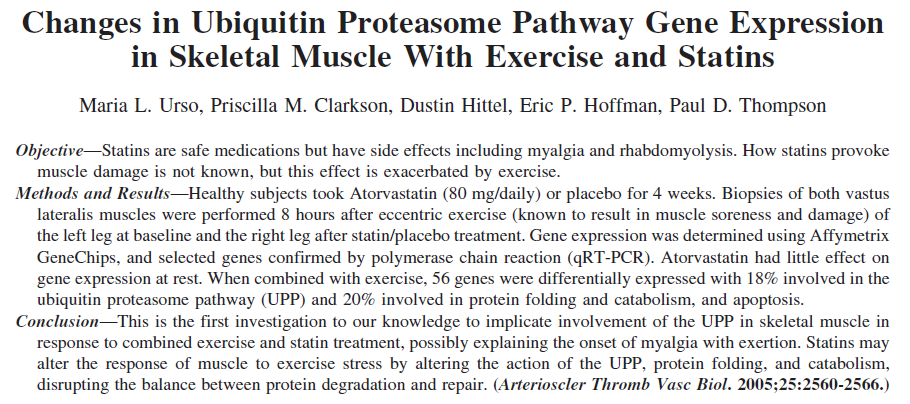 Changes in Ubiquitin Proteasome Pathway Gene Expression
in Skeletal Muscle With Exercise and Statins
Maria L. Urso, Priscilla M. Clarkson, Dustin Hittel, Eric P. Hoffman, Paul D. Thompson
Objective—Statins are safe medications but have side effects including myalgia and rhabdomyolysis. How statins provoke
muscle damage is not known, but this effect is exacerbated by exercise.
Methods and Results—Healthy subjects took Atorvastatin (80 mg/daily) or placebo for 4 weeks. Biopsies of both vastus
lateralis muscles were performed 8 hours after eccentric exercise (known to result in muscle soreness and damage) of
the left leg at baseline and the right leg after statin/placebo treatment. Gene expression was determined using Affymetrix
GeneChips, and selected genes confirmed by polymerase chain reaction (qRT-PCR). Atorvastatin had little effect on
gene expression at rest. When combined with exercise, 56 genes were differentially expressed with 18% involved in the
ubiquitin proteasome pathway (UPP) and 20% involved in protein folding and catabolism, and apoptosis.
Conclusion—This is the first investigation to our knowledge to implicate involvement of the UPP in skeletal muscle in
response to combined exercise and statin treatment, possibly explaining the onset of myalgia with exertion. Statins may
alter the response of muscle to exercise stress by altering the action of the UPP, protein folding, and catabolism,
disrupting the balance between protein degradation and repair. (Arterioscler Thromb Vasc Biol. 2005;25:2560-2566.)